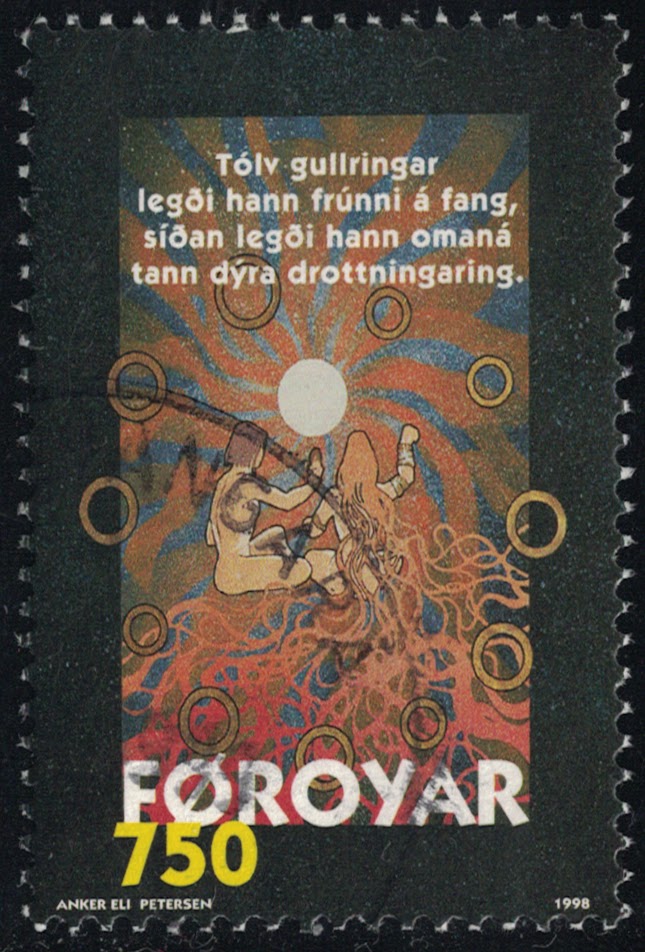 Tólv gullringar
legði hann frúnni á fang,
síðan legði hann omaná
tann dýra drottningaring.
FØROYAR
750
ANKER ELI PETERSEN
1998